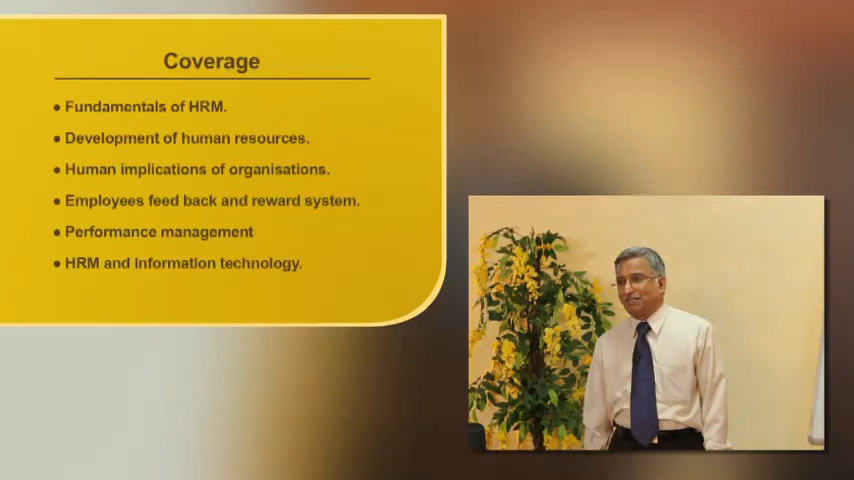 Coverage
● Fundamentals of HRM.
● Development of human resources.
● Human implications of organisations.
● Employees feed back and reward system.
● Performance management
● HRM and information technology.